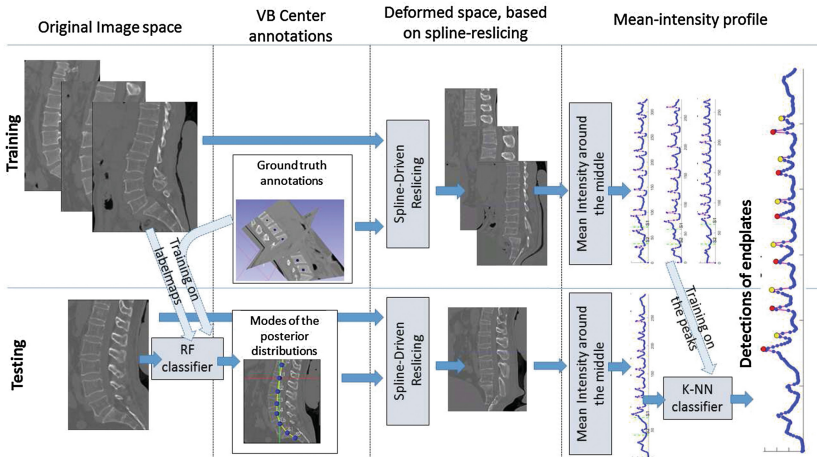 Original Image space
VB Center
annotations
Deformed space, based
on spline-reslicing
Mean-intensity profile
Training
Ground truth
annotations
Spline-Driven
Reslicing
Mean Intensity around
the middle
Training on
labelmaps
Training on
the peaks
Detections of endplates
Testing
RF
classifier
Modes of the
posterior
distributions
Spline-Driven
Reslicing
Mean Intensity around
the middle
K-NN
classifier